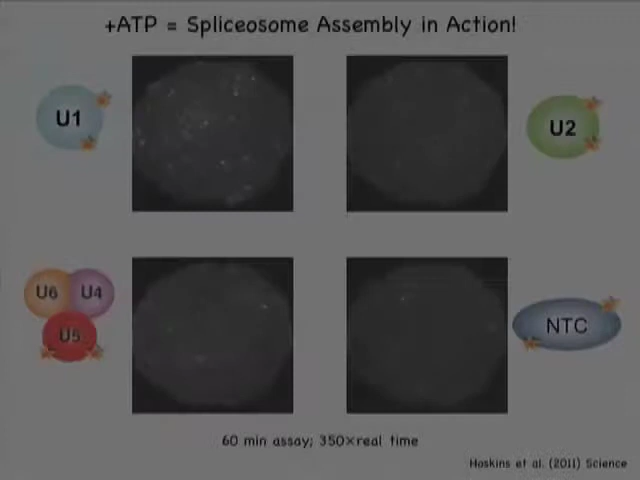 +ATP = Spliceosome Assembly in Action!
U1
U2
U6 U4
U5
NTC
60 min assay; 350×real time
Hoskins et al. (2011) Science